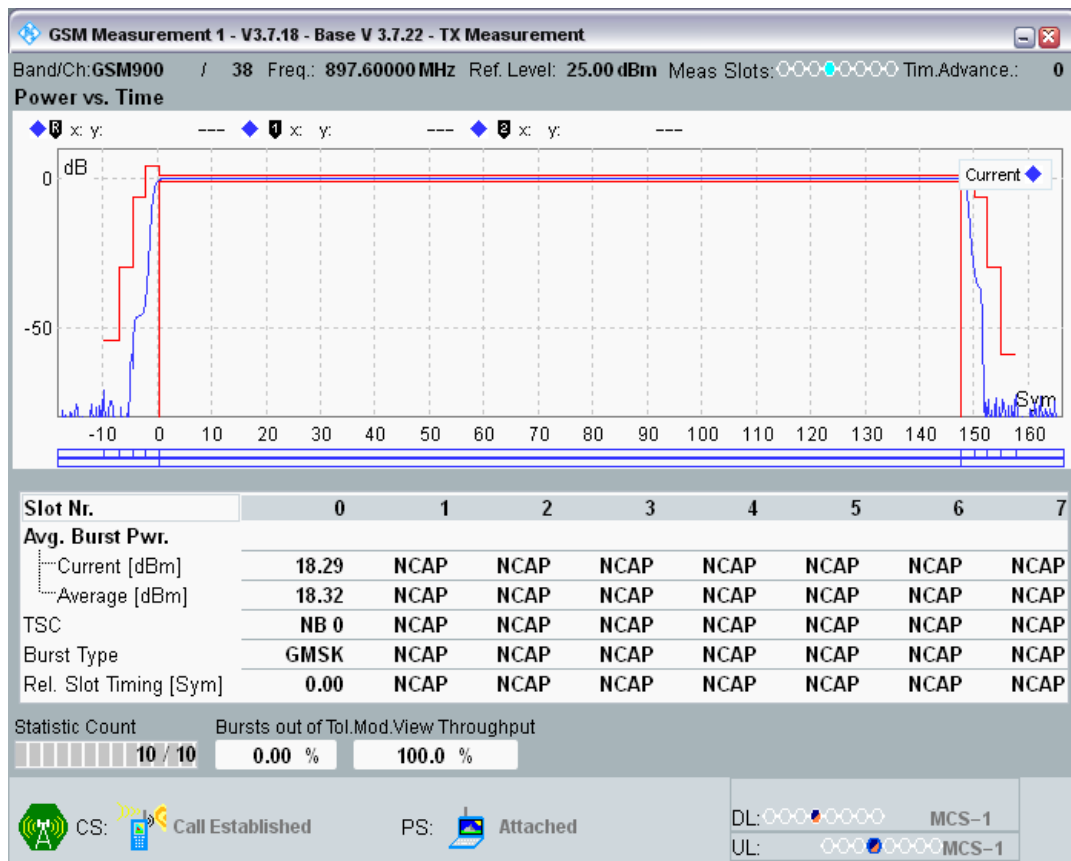 GSM Measurement 1 - V3.7.18 - Base V 3.7.22 - TX Measurement
Band/Ch:GSM900 / 38 Freq.: 897.60000 MHz Ref. Level: 25.00 dBm Meas Slots: Tim.Advance.: 0
Power vs. Time
R x: y: --- 1 x: y: --- 2 x: y: ---
dB
0
Current
-50
Sym
-10 0 10 20 30 40 50 60 70 80 90 100 110 120 130 140 150 160
Slot Nr. 0 1 2 3 4 5 6 7
Avg. Burst Pwr.
Current [dBm] 18.29 NCAP NCAP NCAP NCAP NCAP NCAP NCAP
Average [dBm] 18.32 NCAP NCAP NCAP NCAP NCAP NCAP NCAP
TSC NB 0 NCAP NCAP NCAP NCAP NCAP NCAP NCAP
Burst Type GMSK NCAP NCAP NCAP NCAP NCAP NCAP NCAP
Rel. Slot Timing [Sym] 0.00 NCAP NCAP NCAP NCAP NCAP NCAP NCAP
Statistic Count Bursts out of Tol.Mod.View Throughput
10 / 10 0.00 % 100.0 %
DL: MCS-1
CS: Call Established PS: Attached
UL: MCS-1